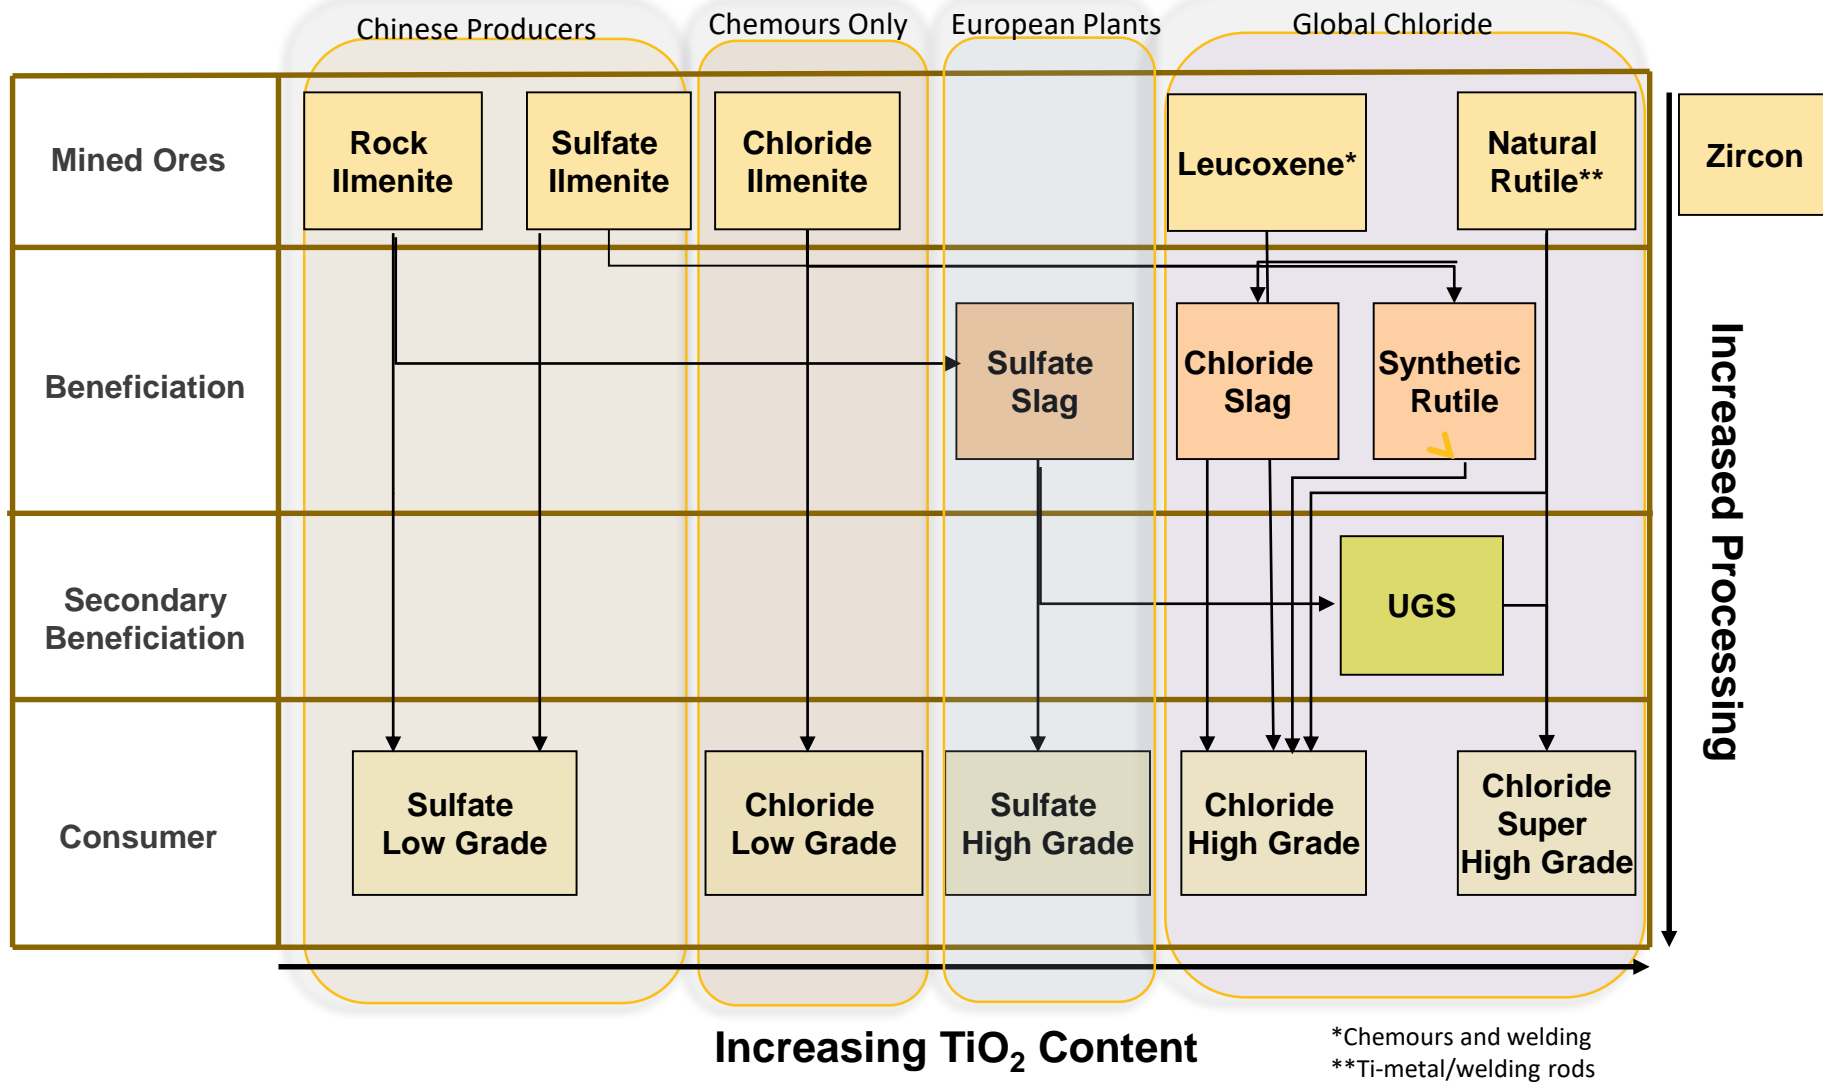 Chinese Producers
Chemours Only
European Plants
Global Chloride
Mined Ores
Rock
Ilmenite
Sulfate
Ilmenite
Chloride
Ilmenite
Leucoxene*
Natural
Rutile**
Zircon
Beneficiation
Sulfate
Slag
Chloride
Slag
Synthetic
Rutile
Increased Processing
Secondary
Beneficiation
UGS
Consumer
Sulfate
Low Grade
Chloride
Low Grade
Sulfate
High Grade
Chloride
High Grade
Chloride
Super
High Grade
Increasing TiO₂ Content
*Chemours and welding
**Ti-metal/welding rods